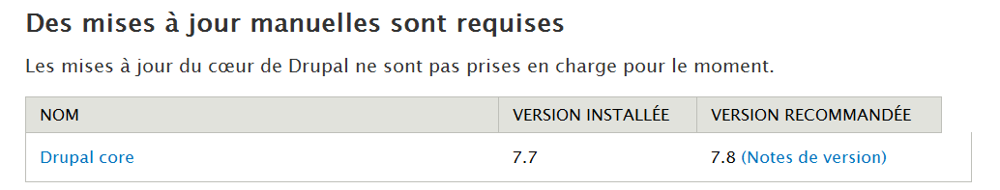 Des mises à jour manuelles sont requises
Les mises à jour du cœur de Drupal ne sont pas prises en charge pour le moment.
NOM VERSION INSTALLÉE VERSION RECOMMANDÉE
Drupal core 7.7 7.8 (Notes de version)